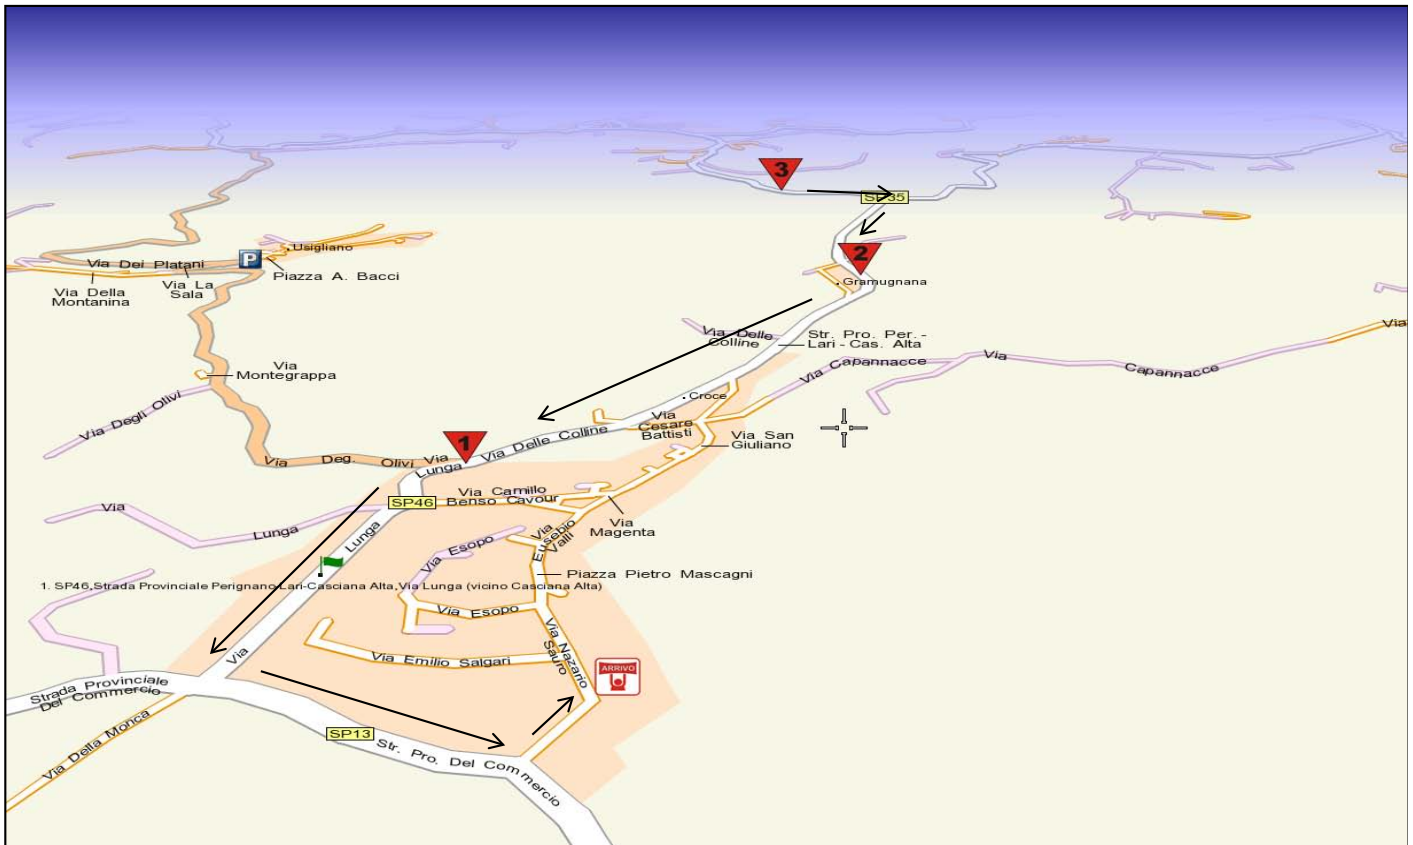 3
SP35
2
Usigliano
P
Via Dei Platani
Piazza A. Bacci
Via Della
Montanina
Via La
Sala
Gramugnana
Via Delle
Colline
Str. Pro. Per. -
Lari - Cas. Alta
Via
Via Capannacce
Via
Capannacce
Via
Montegrappa
Croce
Via Degli Olivi
Via
Cesare
Battisti
Via San
Giuliano
1
Via Delle Colline
Via Deg. Olivi
Via
Lunga
Via Camillo
Benso Cavour
SP46
Via
Lunga
Lunga
Via
Magenta
Via
Eusebio
Valli
Via Esopo
Piazza Pietro Mascagni
1. SP46,Strada Provinciale Perignano-Lari-Casciana Alta,Via Lunga (vicino Casciana Alta)
Via Esopo
Via
Via Emilio Salgari
Via Nazario
Sauro
ARRIVO
Strada Provinciale
Del Commercio
Via Della Monca
SP13
Str. Pro. Del Commercio